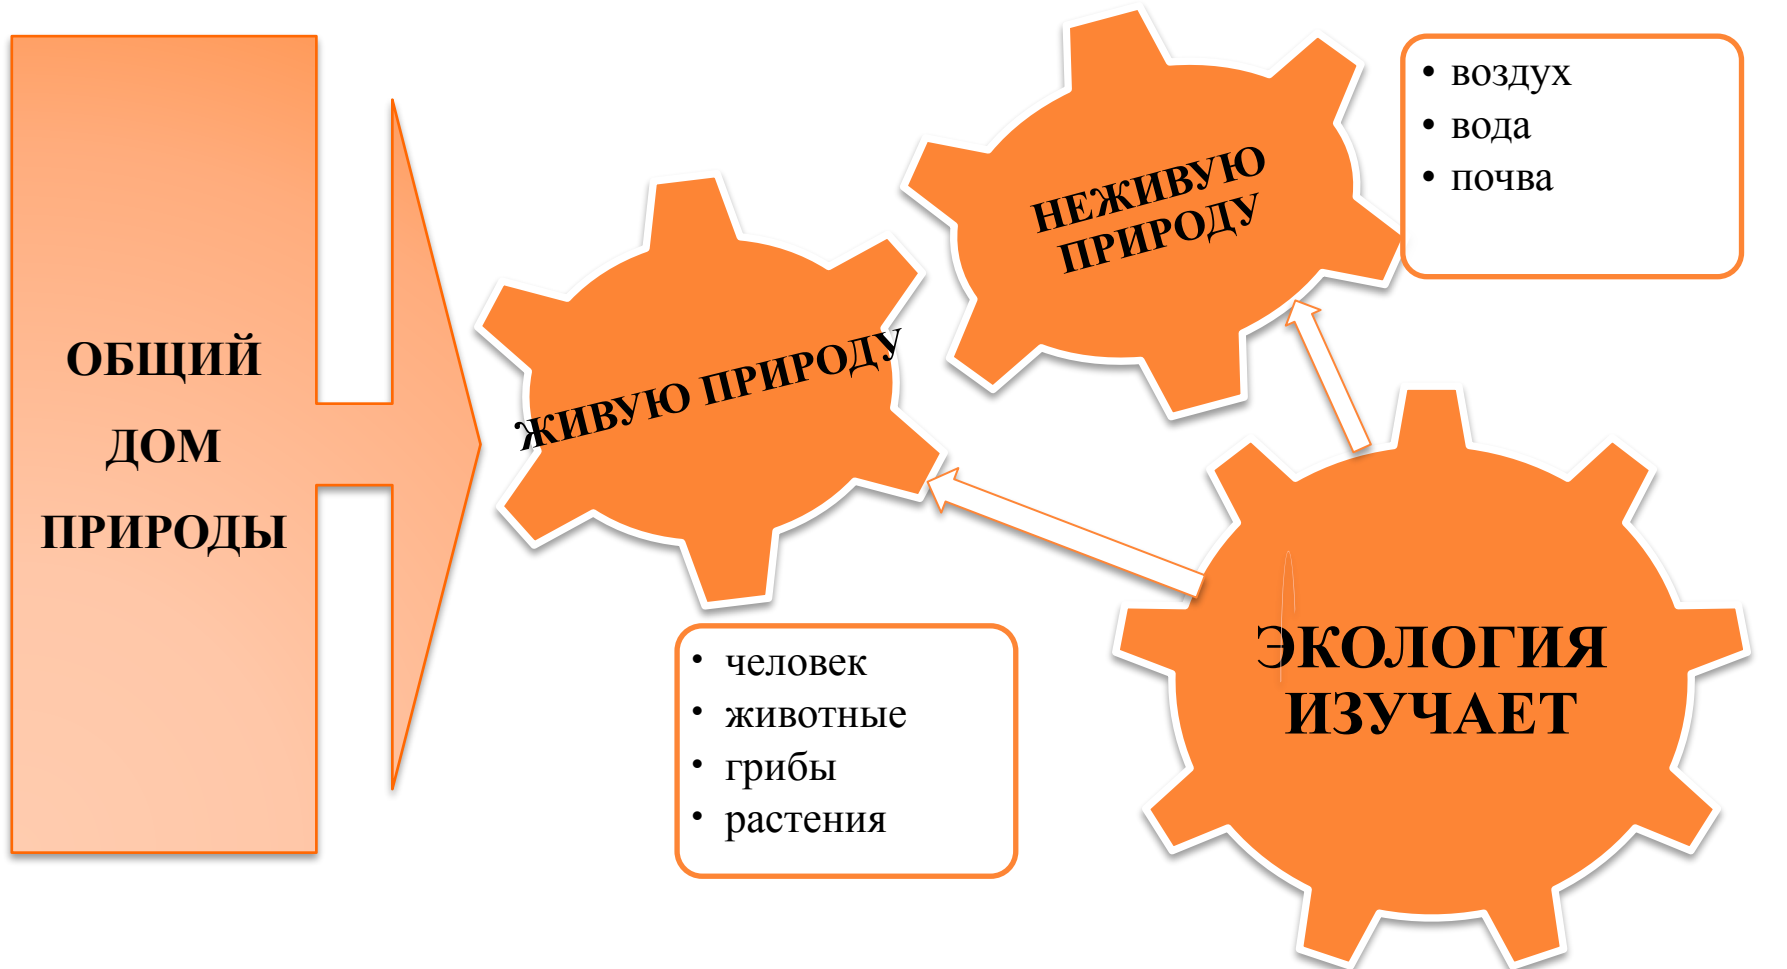 ОБЩИЙ
ДОМ
ПРИРОДЫ
НЕЖИВУЮ
ПРИРОДУ
• воздух
• вода
• почва
ЖИВУЮ ПРИРОДУ
• человек
• животные
• грибы
• растения
ЭКОЛОГИЯ
ИЗУЧАЕТ